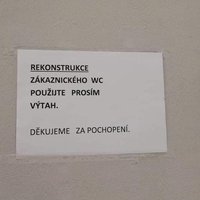 REKONSTRUKCE
ZÁKAZNICKÉHO WC
POUŽIJTE PROSÍM
VÝTAH.
DĚKUJEME ZA POCHOPENÍ.